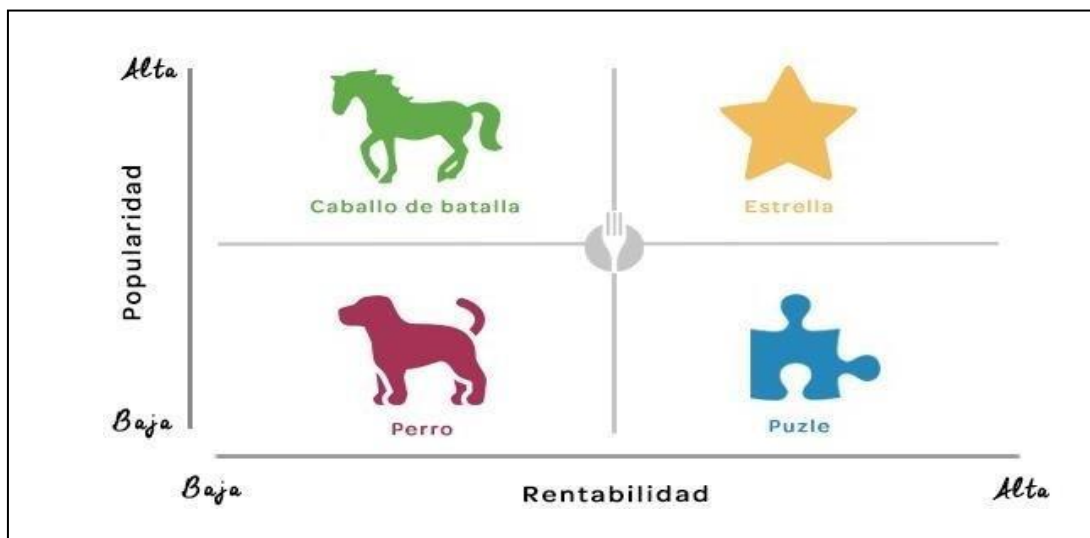 Alta
Popularidad
Caballo de batalla
Estrella
Perro
Puzle
Baja
Baja
Rentabilidad
Alta